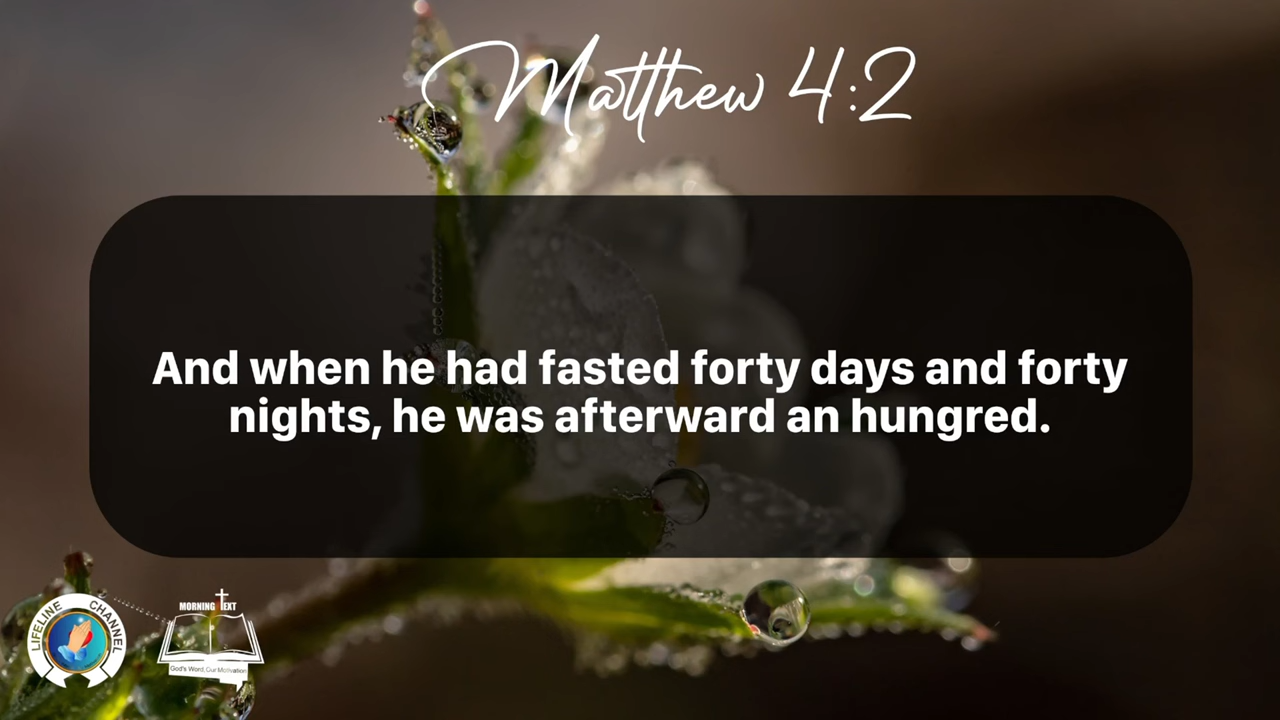 Matthew 4:2
And when he had fasted forty days and forty
nights, he was afterward an hungred.
LIFELINE CHANNEL
MORNING TEXT
God's Word, Our Motivation